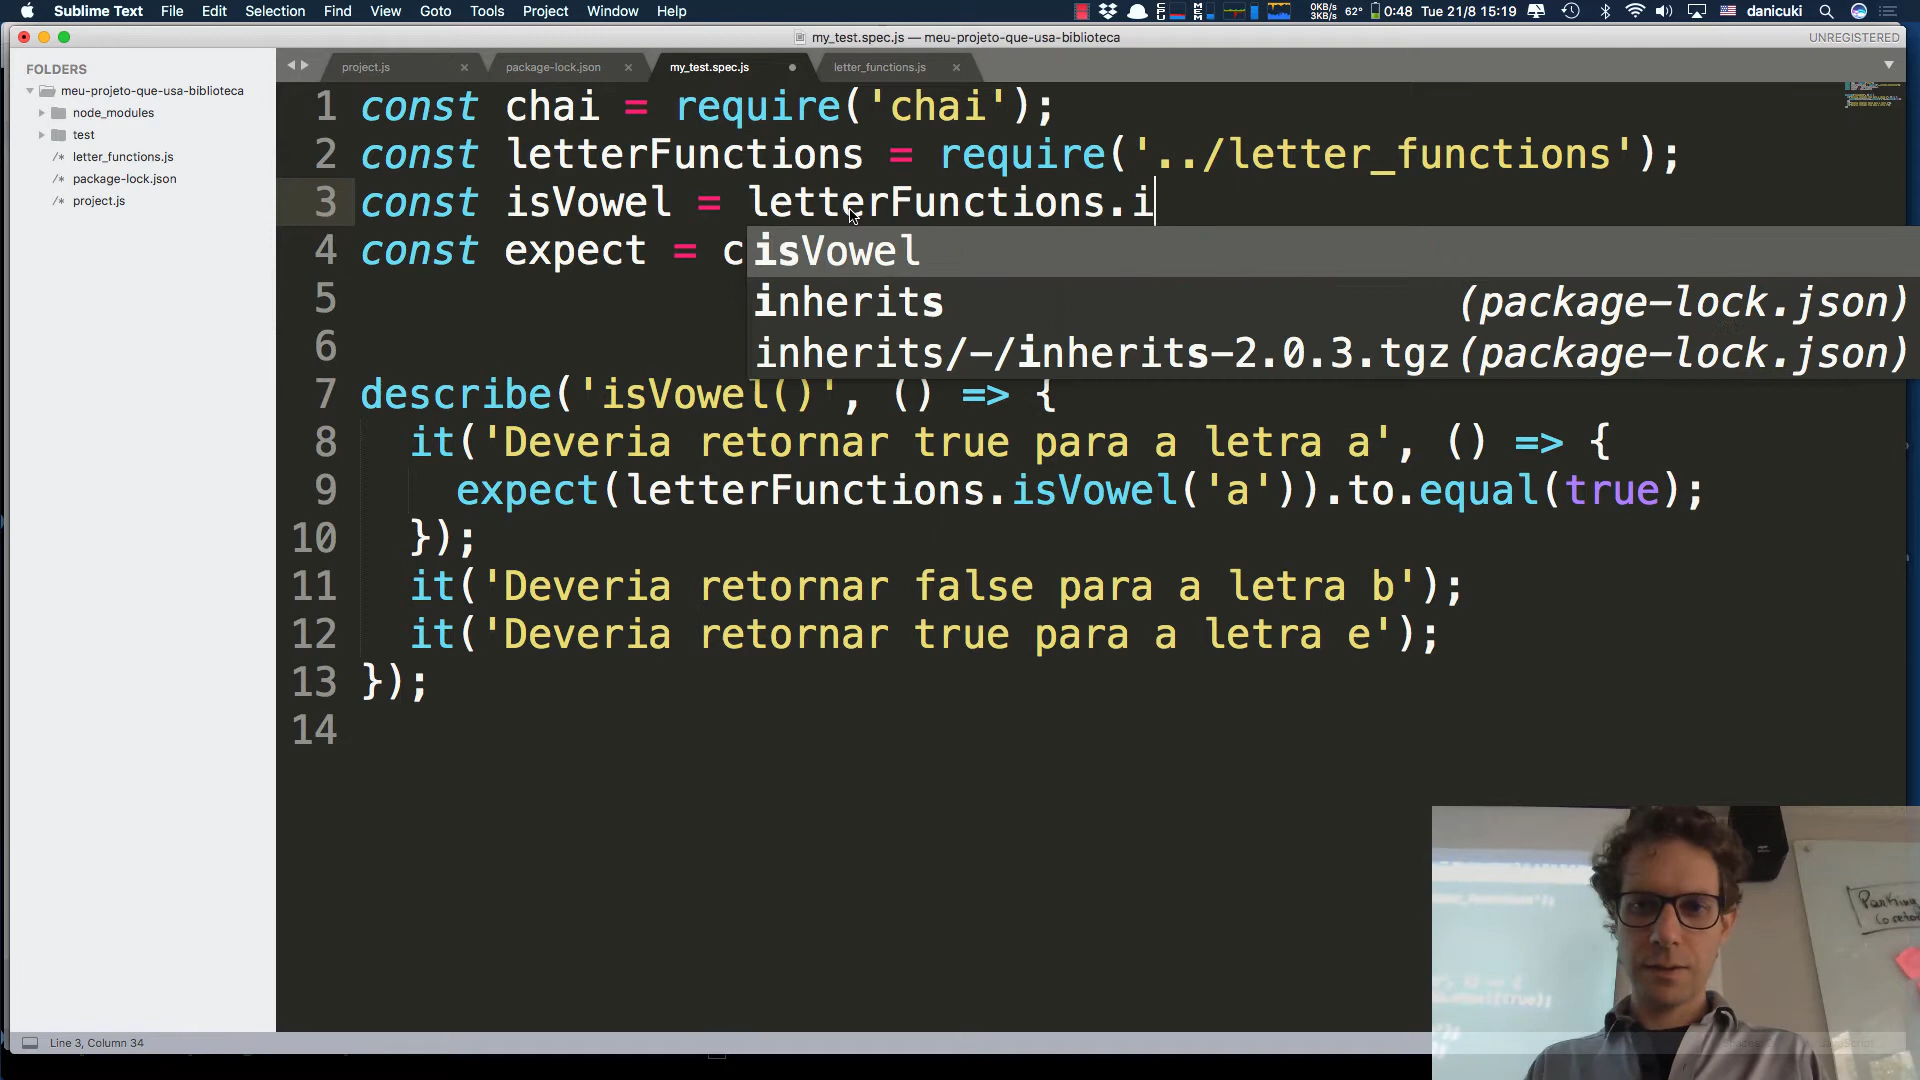 Sublime Text File Edit Selection Find View Goto Tools Project Window Help
0KB/s 3KB/s 62° 0:48 Tue 21/8 15:19 danicuki
my_test.spec.js — meu-projeto-que-usa-biblioteca
UNREGISTERED
FOLDERS
meu-projeto-que-usa-biblioteca
node_modules
test
letter_functions.js
package-lock.json
project.js
project.js package-lock.json my_test.spec.js letter_functions.js
1 const chai = require('chai');
2 const letterFunctions = require('../letter_functions');
3 const isVowel = letterFunctions.i
4 const expect = c
isVowel
inherits (package-lock.json)
inherits/-/inherits-2.0.3.tgz (package-lock.json)
5
6
7 describe('isVowel()', () => {
8 it('Deveria retornar true para a letra a', () => {
9 expect(letterFunctions.isVowel('a')).to.equal(true);
10 });
11 it('Deveria retornar false para a letra b');
12 it('Deveria retornar true para a letra e');
13 });
14
Parking
Line 3, Column 34